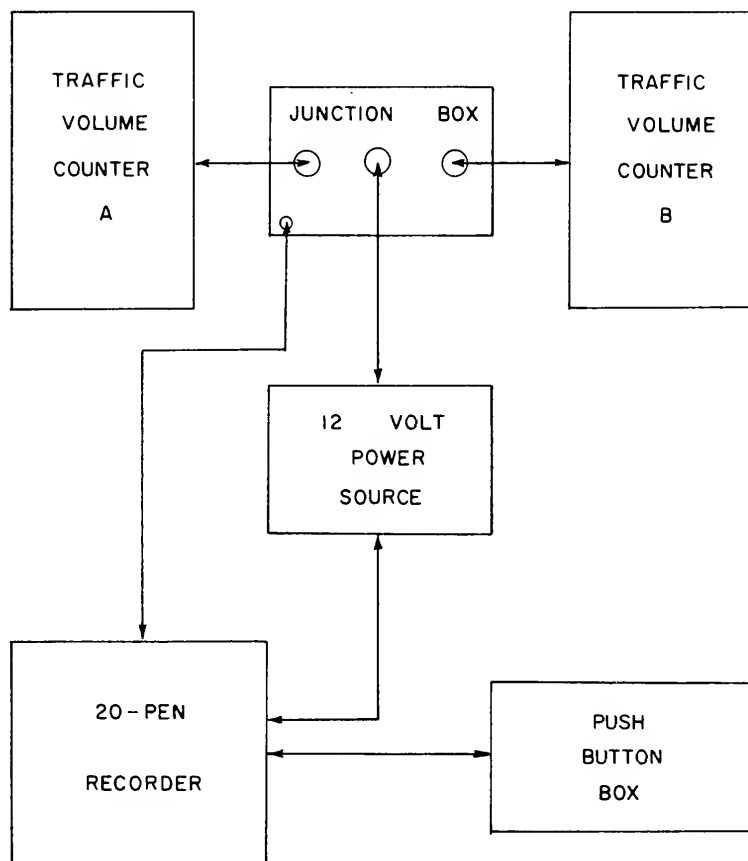 TRAFFIC
VOLUME
COUNTER
A
JUNCTION BOX
TRAFFIC
VOLUME
COUNTER
B
12 VOLT
POWER
SOURCE
20-PEN
RECORDER
PUSH
BUTTON
BOX